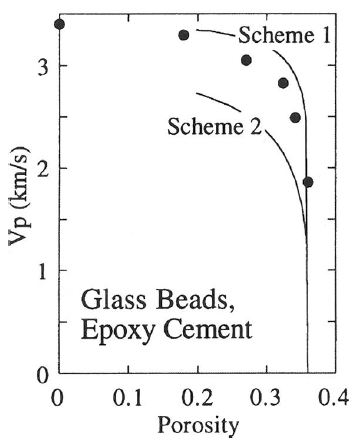 3
2
1
0
Vp (km/s)
Scheme 1
Scheme 2
Glass Beads,
Epoxy Cement
0
0.1
0.2
0.3
0.4
Porosity